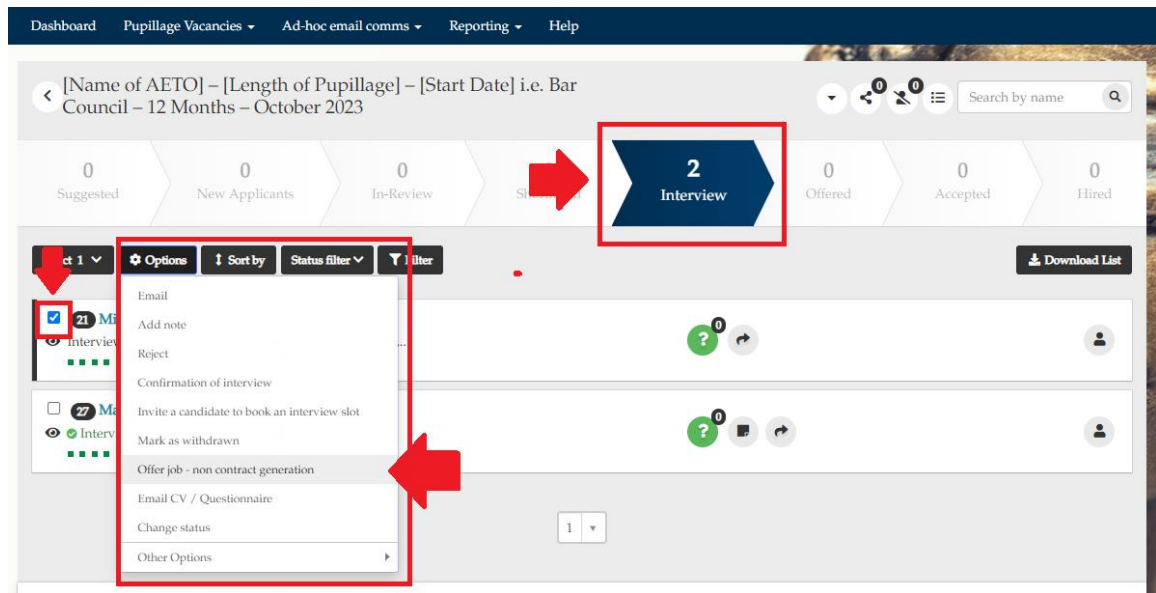 Dashboard Pupillage Vacancies Ad-hoc email comms Reporting Help
[Name of AETO] – [Length of Pupillage] – [Start Date] i.e. Bar
Council – 12 Months – October 2023
0 0 Search by name
0 0 0 2 0 0 0
Suggested New Applicants In-Review Interview Offered Accepted Hired
1 Options Sort by Status filter Filter Download List
Email
21 Mi 0
Add note
...
Reject
Confirmation of interview
27 Invite a candidate to book an interview slot 0
Mark as withdrawn
Offer job - non contract generation
Email CV / Questionnaire
Change status 1
Other Options